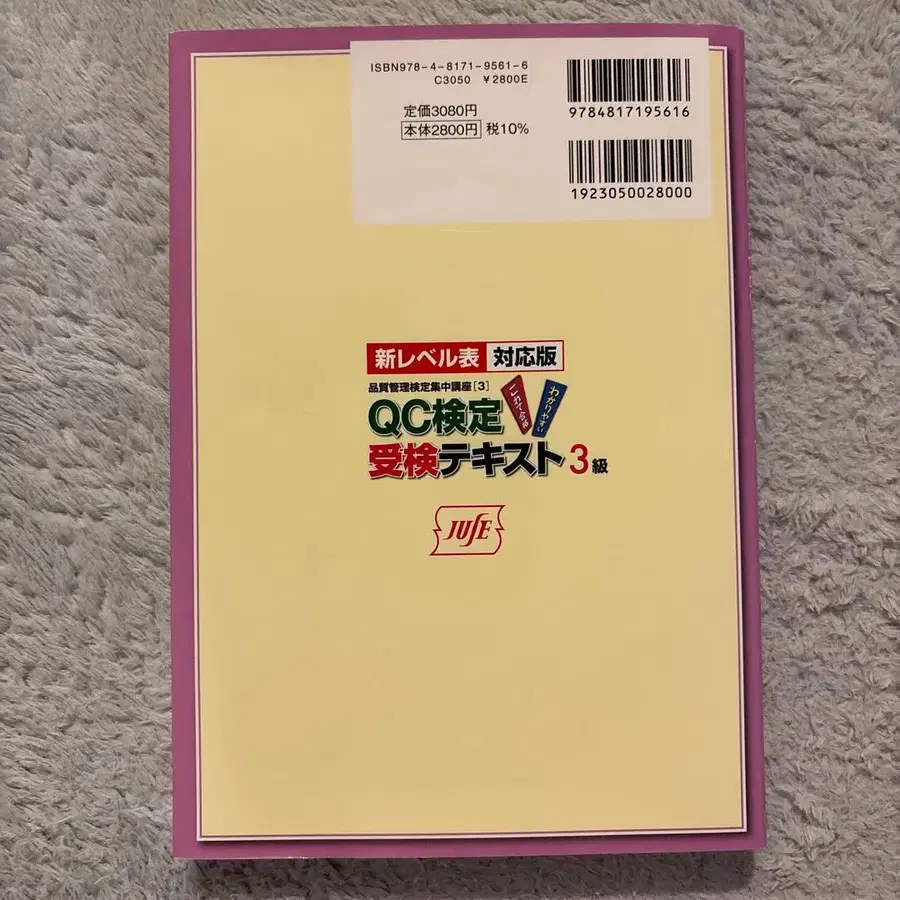 ISBN978-4-8171-9561-6
C3050 ¥2800E
定価3080円
本体2800円 税10%
9784817195616
1923050028000
新レベル表 対応版
品質管理検定集中講座[3]
QC検定
これで合格
わかりやすい
受検テキスト3級
JUSE